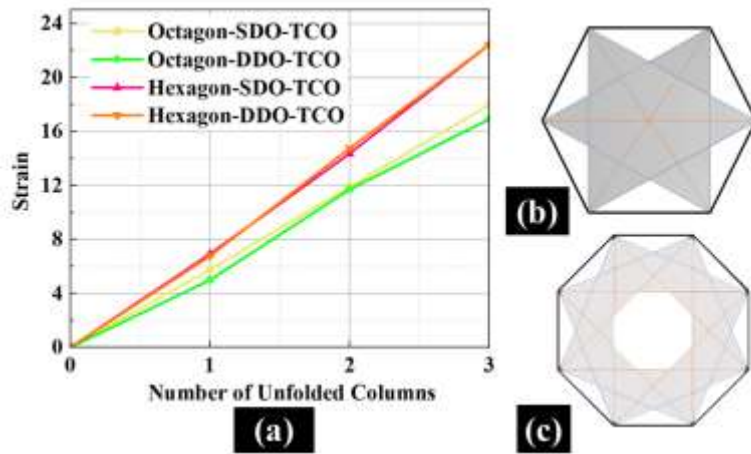 24
20
16
12
8
4
0
Strain
Octagon-SDO-TCO
Octagon-DDO-TCO
Hexagon-SDO-TCO
Hexagon-DDO-TCO
0 1 2 3
Number of Unfolded Columns
(a)
(b)
(c)